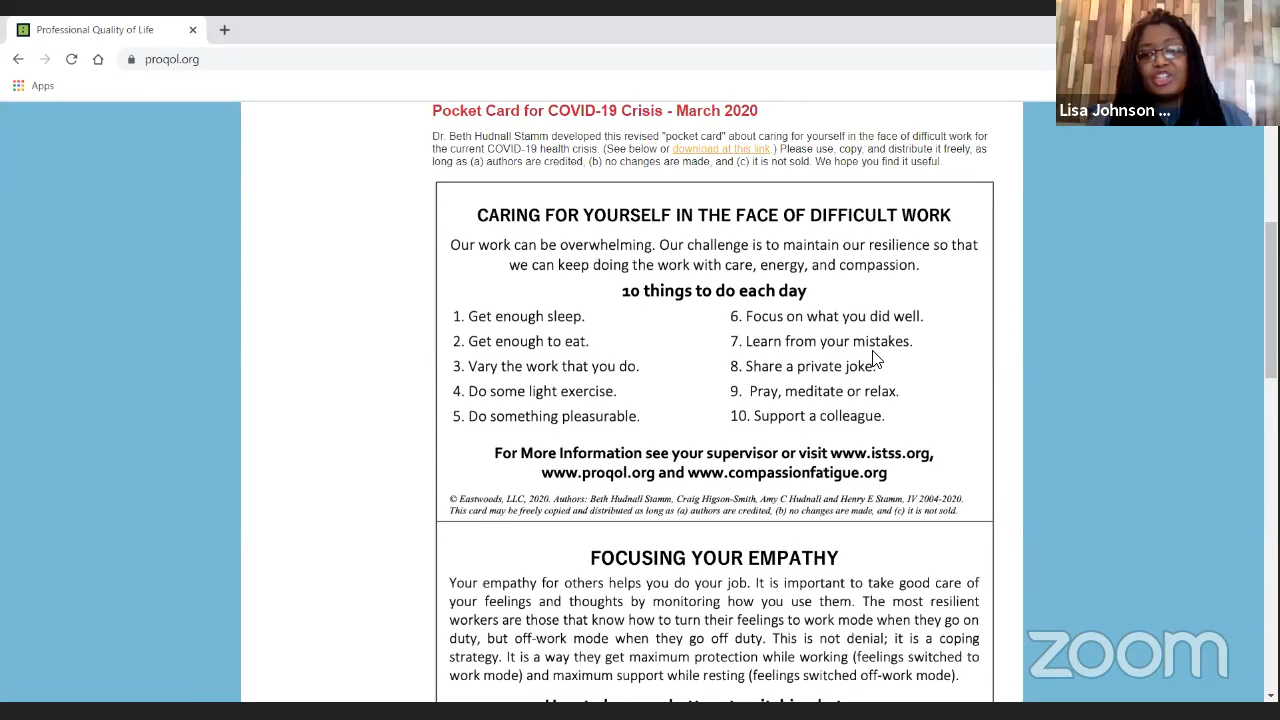 Professional Quality of Life
proqol.org
Apps
Lisa Johnson ...
Pocket Card for COVID-19 Crisis - March 2020
Dr. Beth Hudnall Stamm developed this revised "pocket card" about caring for yourself in the face of difficult work for
the current COVID-19 health crisis. (See below or download at this link.) Please use, copy, and distribute it freely, as
long as (a) authors are credited, (b) no changes are made, and (c) it is not sold. We hope you find it useful.
CARING FOR YOURSELF IN THE FACE OF DIFFICULT WORK
Our work can be overwhelming. Our challenge is to maintain our resilience so that
we can keep doing the work with care, energy, and compassion.
10 things to do each day
1. Get enough sleep.
2. Get enough to eat.
3. Vary the work that you do.
4. Do some light exercise.
5. Do something pleasurable.
6. Focus on what you did well.
7. Learn from your mistakes.
8. Share a private joke.
9. Pray, meditate or relax.
10. Support a colleague.
For More Information see your supervisor or visit www.istss.org,
www.proqol.org and www.compassionfatigue.org
© Eastwoods, LLC, 2020. Authors: Beth Hudnall Stamm, Craig Higson-Smith, Amy C Hudnall and Henry E Stamm, IV 2004-2020.
This card may be freely copied and distributed as long as (a) authors are credited, (b) no changes are made, and (c) it is not sold.
FOCUSING YOUR EMPATHY
Your empathy for others helps you do your job. It is important to take good care of
your feelings and thoughts by monitoring how you use them. The most resilient
workers are those that know how to turn their feelings to work mode when they go on
duty, but off-work mode when they go off duty. This is not denial; it is a coping
strategy. It is a way they get maximum protection while working (feelings switched to
work mode) and maximum support while resting (feelings switched off-work mode).
zoom